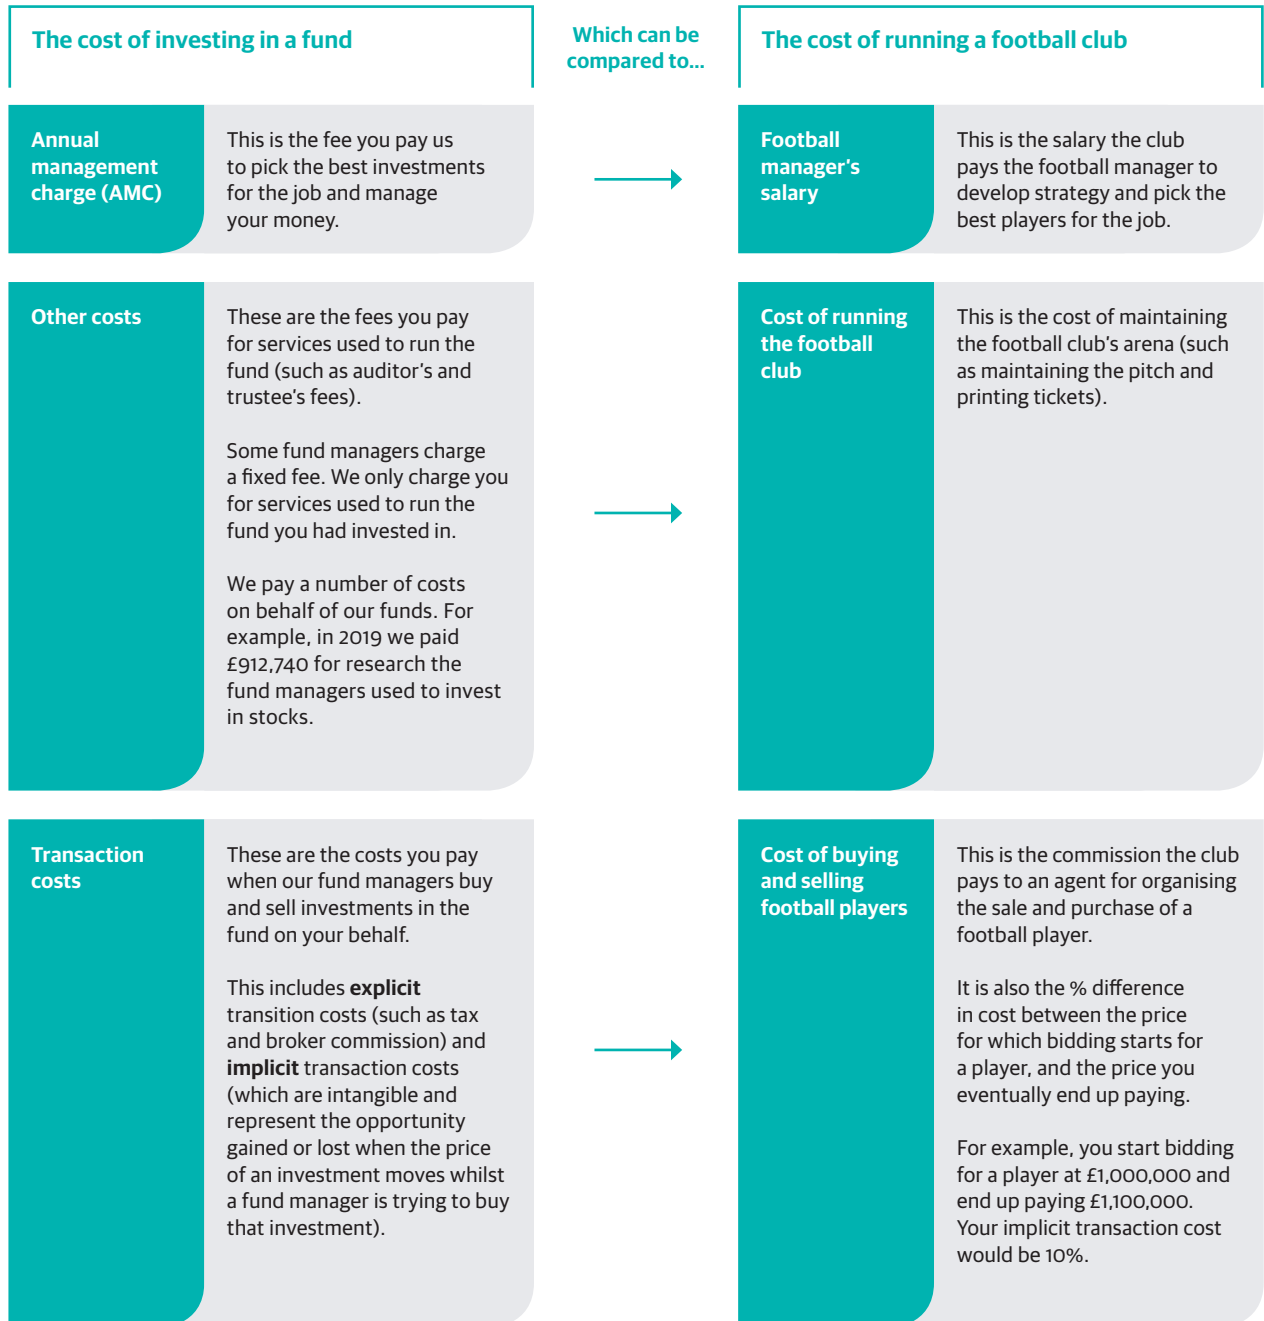 The cost of investing in a fund
Which can be
compared to...
The cost of running a football club
Annual
management
charge (AMC)
This is the fee you pay us
to pick the best investments
for the job and manage
your money.
Football
manager's
salary
This is the salary the club
pays the football manager to
develop strategy and pick the
best players for the job.
Other costs
These are the fees you pay
for services used to run the
fund (such as auditor's and
trustee's fees).
Some fund managers charge
a fixed fee. We only charge you
for services used to run the
fund you had invested in.
We pay a number of costs
on behalf of our funds. For
example, in 2019 we paid
£912,740 for research the
fund managers used to invest
in stocks.
Cost of running
the football
club
This is the cost of maintaining
the football club's arena (such
as maintaining the pitch and
printing tickets).
Transaction
costs
These are the costs you pay
when our fund managers buy
and sell investments in the
fund on your behalf.
This includes explicit
transition costs (such as tax
and broker commission) and
implicit transaction costs
(which are intangible and
represent the opportunity
gained or lost when the price
of an investment moves whilst
a fund manager is trying to buy
that investment).
Cost of buying
and selling
football players
This is the commission the club
pays to an agent for organising
the sale and purchase of a
football player.
It is also the % difference
in cost between the price
for which bidding starts for
a player, and the price you
eventually end up paying.
For example, you start bidding
for a player at £1,000,000 and
end up paying £1,100,000.
Your implicit transaction cost
would be 10%.